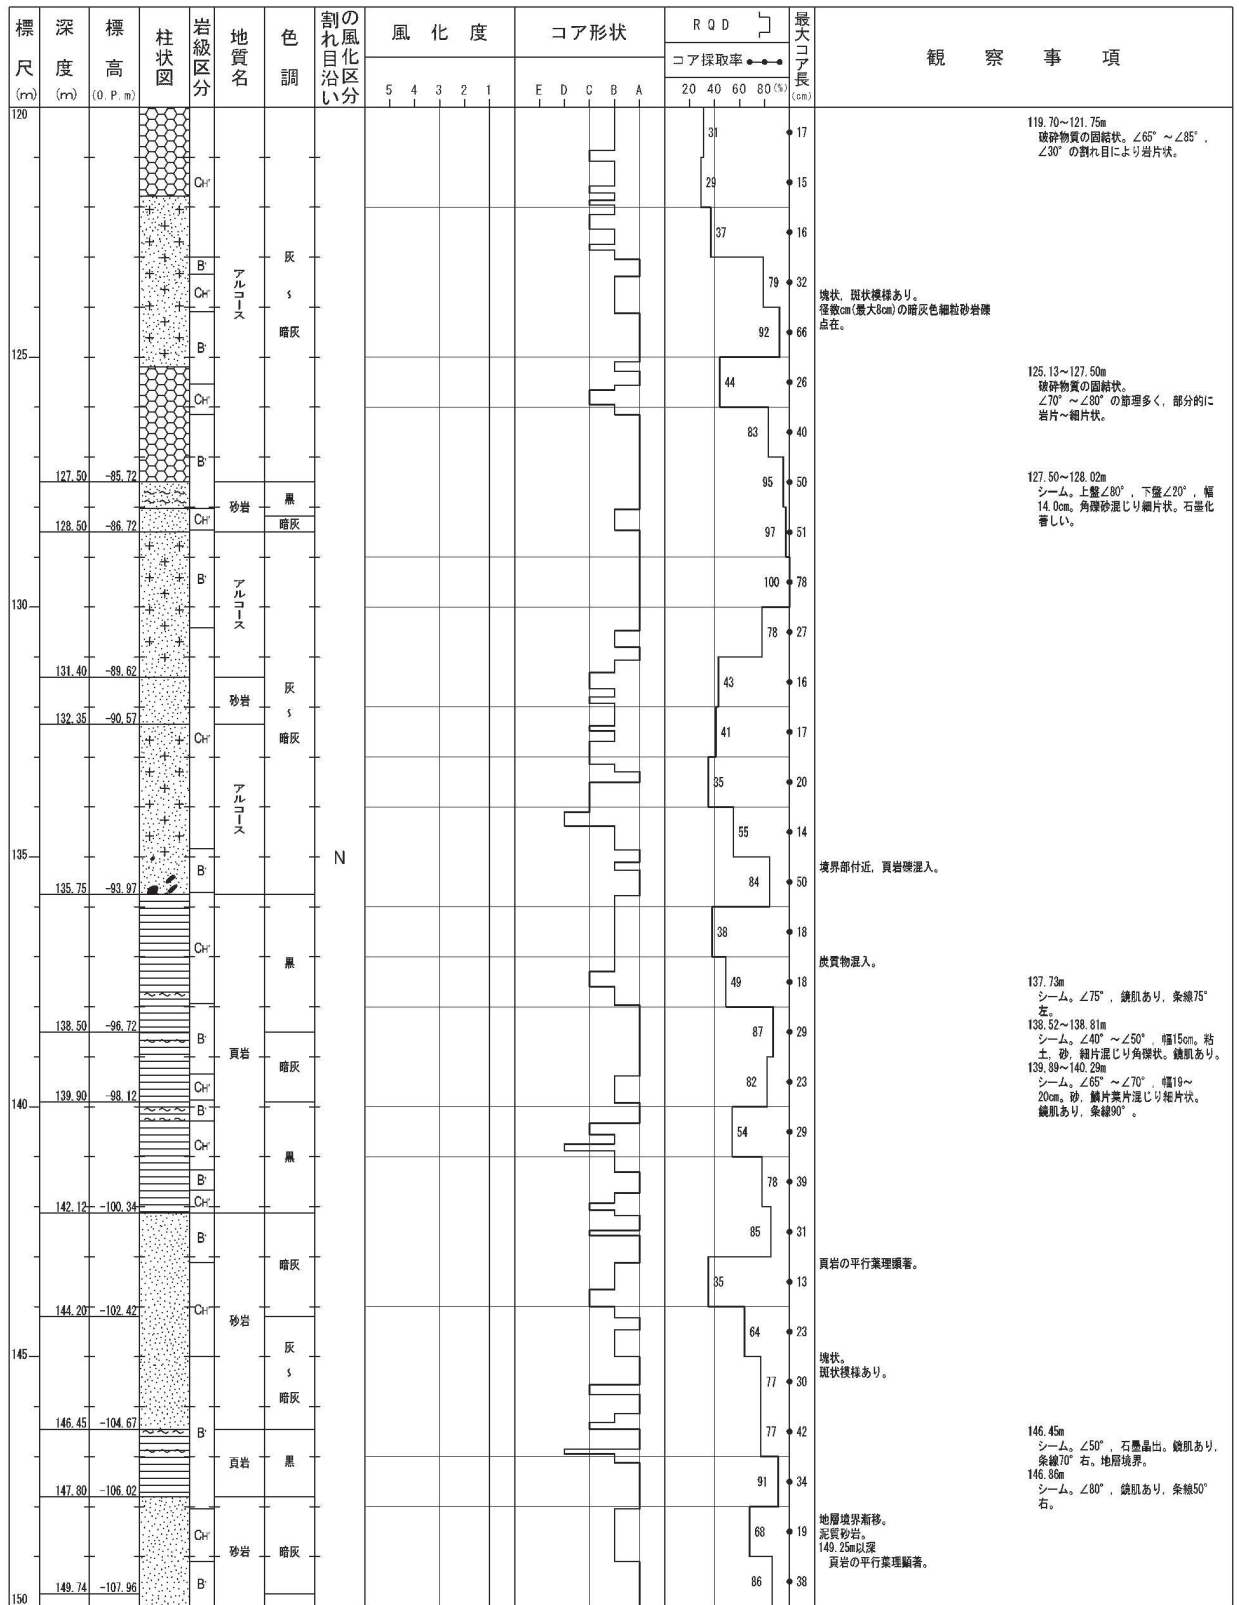 標尺(m)
深度(m)
標高(O.P.m)
柱状図
岩級区分
地質名
色調
割れ目沿いの風化区分
風化度
5 4 3 2 1
コア形状
E D C B A
RQD
コア採取率
20 40 60 80 (%)
最大コア長(cm)
観察事項
120
125
130
135
140
145
150
127.50 -85.72
128.50 -86.72
131.40 -89.62
132.35 -90.57
135.75 -93.97
138.50 -96.72
139.90 -98.12
142.12 -100.34
144.20 -102.42
146.45 -104.67
147.80 -106.02
149.74 -107.96
CH'
B'
CH'
B'
CH'
B'
CH'
B'
CH'
B'
CH'
B'
CH'
B'
CH'
B'
CH'
B'
CH'
B'
CH'
B'
アルコース
砂岩
アルコース
砂岩
アルコース
頁岩
砂岩
頁岩
砂岩
灰
~
暗灰
黒
暗灰
灰
~
暗灰
黒
暗灰
黒
暗灰
灰
~
暗灰
黒
暗灰
N
31 17
29 15
37 16
79 32
92 66
44 26
83 40
95 50
97 51
100 78
78 27
43 16
41 17
35 20
55 14
84 50
38 18
49 18
87 29
82 23
54 29
78 39
85 31
35 13
64 23
77 30
77 42
91 34
68 19
86 38
119.70~121.75m
破砕物質の固結状。∠65°~∠85°,
∠30°の割れ目により岩片状。
塊状, 斑状模様あり。
径数cm(最大8cm)の暗灰色細粒砂岩礫
点在。
125.13~127.50m
破砕物質の固結状。
∠70°~∠80°の節理多く, 部分的に
岩片~細片状。
127.50~128.02m
シーム。上盤∠80°, 下盤∠20°, 幅
14.0cm。角礫砂混じり細片状。石墨化
著しい。
境界部付近, 頁岩礫混入。
炭質物混入。
137.73m
シーム。∠75°, 鏡肌あり, 条線75°
左。
138.52~138.81m
シーム。∠40°~∠50°, 幅15cm。粘
土, 砂, 細片混じり角礫状。鏡肌あり。
139.89~140.29m
シーム。∠65°~∠70°, 幅19~
20cm。砂, 鱗片葉片混じり細片状。
鏡肌あり, 条線90°。
頁岩の平行葉理顕著。
塊状。
斑状模様あり。
146.45m
シーム。∠50°, 石墨晶出。鏡肌あり,
条線70°右。地層境界。
146.86m
シーム。∠80°, 鏡肌あり, 条線50°
右。
地層境界漸移。
泥質砂岩。
149.25m以深
頁岩の平行葉理顕著。